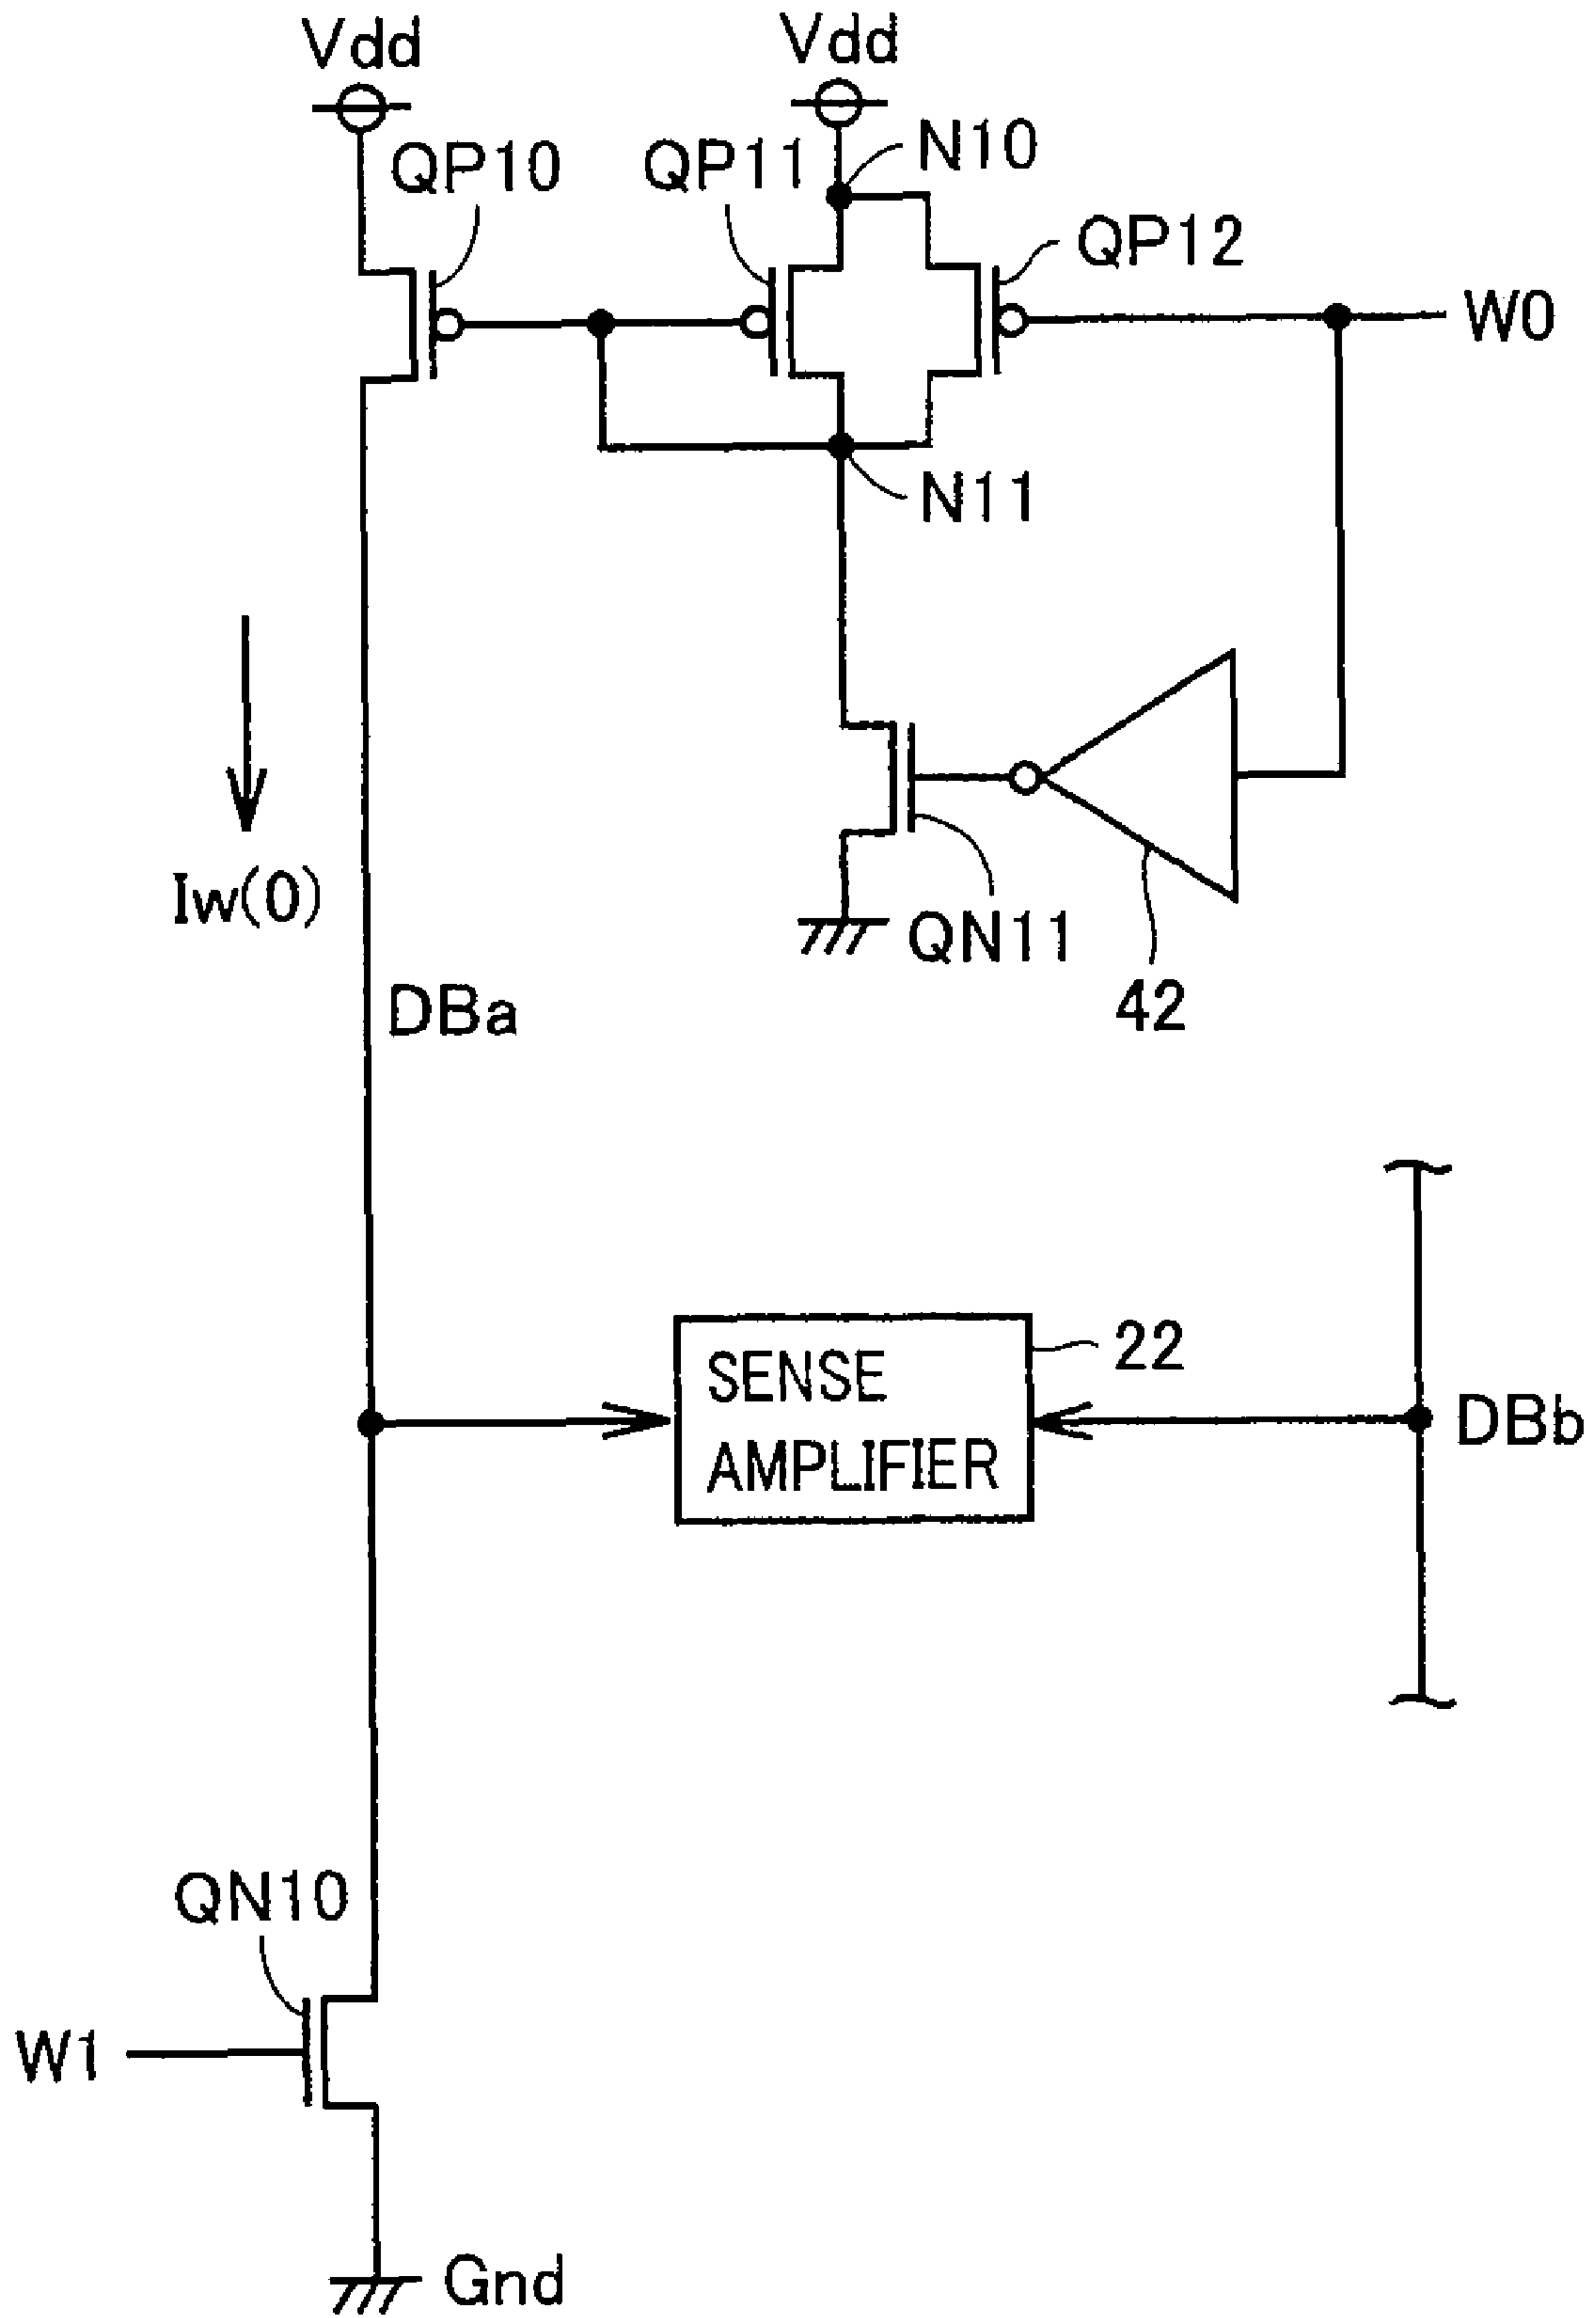 Vdd
Vdd
N10
QP10
QP11
QP12
W0
N11
Iw(0)
QN11
42
DBa
22
SENSE
AMPLIFIER
DBb
QN10
W1
Gnd